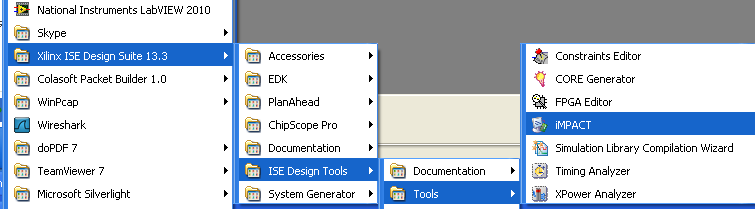 National Instruments LabVIEW 2010
Skype
Xilinx ISE Design Suite 13.3
Colasoft Packet Builder 1.0
WinPcap
Wireshark
doPDF 7
TeamViewer 7
Microsoft Silverlight
Accessories
EDK
PlanAhead
ChipScope Pro
Documentation
ISE Design Tools
System Generator
Documentation
Tools
Constraints Editor
CORE Generator
FPGA Editor
iMPACT
Simulation Library Compilation Wizard
Timing Analyzer
XPower Analyzer